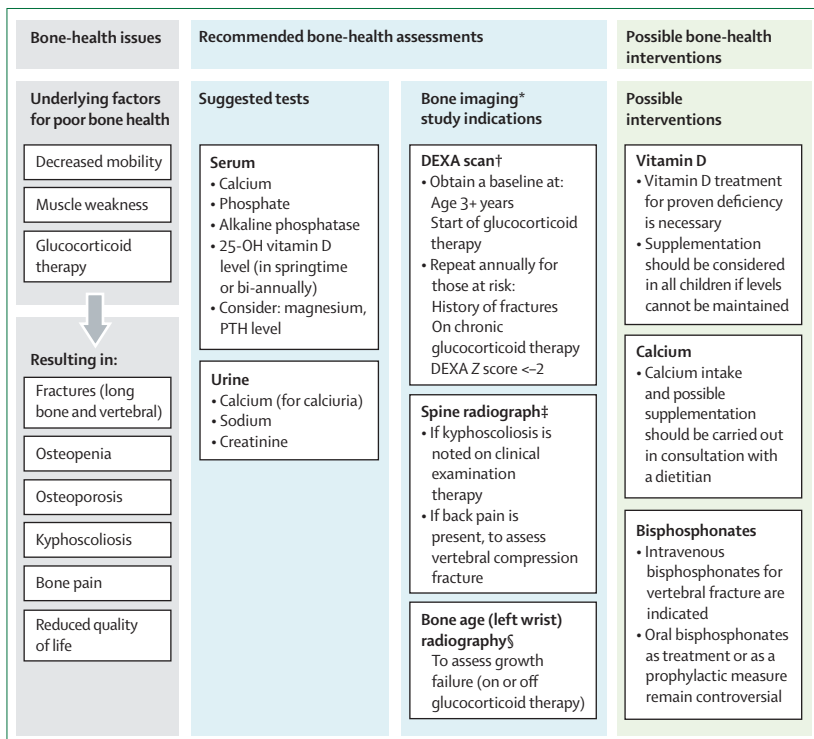 Bone-health issues
Recommended bone-health assessments
Possible bone-health
interventions
Underlying factors
for poor bone health
Decreased mobility
Muscle weakness
Glucocorticoid
therapy
Resulting in:
Fractures (long
bone and vertebral)
Osteopenia
Osteoporosis
Kyphoscoliosis
Bone pain
Reduced quality
of life
Suggested tests
Serum
• Calcium
• Phosphate
• Alkaline phosphatase
• 25-OH vitamin D
level (in springtime
or bi-annually)
• Consider: magnesium,
PTH level
Urine
• Calcium (for calciuria)
• Sodium
• Creatinine
Bone imaging*
study indications
DEXA scan†
• Obtain a baseline at:
Age 3+ years
Start of glucocorticoid
therapy
• Repeat annually for
those at risk:
History of fractures
On chronic
glucocorticoid therapy
DEXA Z score <–2
Spine radiograph‡
• If kyphoscoliosis is
noted on clinical
examination
therapy
• If back pain is
present, to assess
vertebral compression
fracture
Bone age (left wrist)
radiography§
To assess growth
failure (on or off
glucocorticoid therapy)
Possible
interventions
Vitamin D
• Vitamin D treatment
for proven deficiency
is necessary
• Supplementation
should be considered
in all children if levels
cannot be maintained
Calcium
• Calcium intake
and possible
supplementation
should be carried out
in consultation with
a dietitian
Bisphosphonates
• Intravenous
bisphosphonates for
vertebral fracture are
indicated
• Oral bisphosphonates
as treatment or as a
prophylactic measure
remain controversial